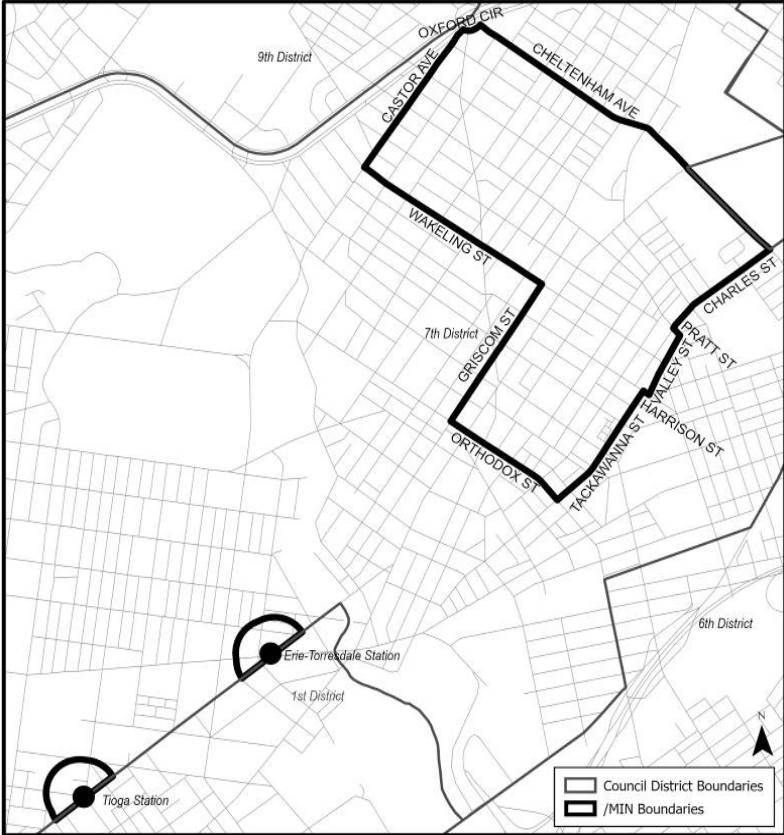 OXFORD CIR
9th District
CHELTENHAM AVE
CASTOR AVE
WAKELING ST
CHARLES ST
7th District
GRISCOM ST
PRATT ST
VALLEY ST
HARRISON ST
ORTHODOX ST
TACKAWANNA ST
6th District
Erie-Torresdale Station
1st District
N
Tioga Station
Council District Boundaries
/MIN Boundaries